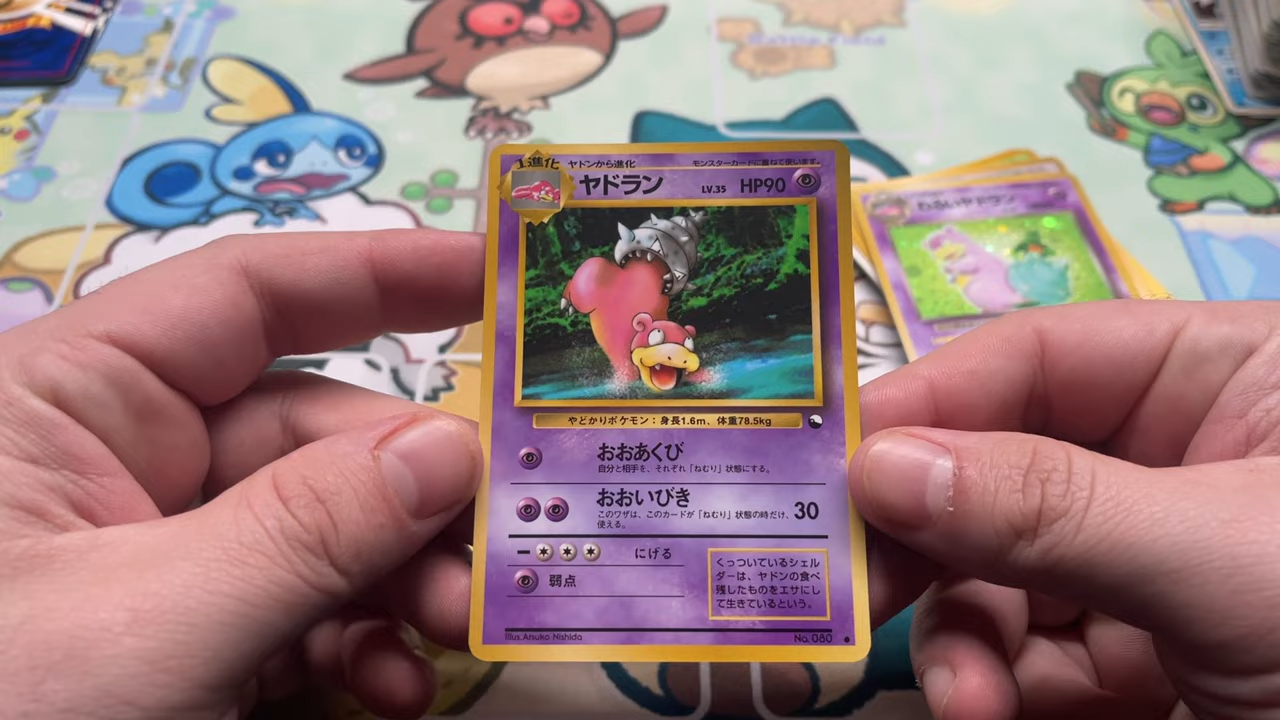 1進化
ヤドンから進化
モンスターカードに重ねて使います。
ヤドラン
LV.35 HP90
わるいヤドラン
やどかりポケモン：身長1.6m、体重78.5kg
おおあくび
自分と相手を、それぞれ「ねむり」状態にする。
おおいびき
30
このワザは、このカードが「ねむり」状態の時だけ、
使える。
ー
にげる
弱点
くっついているシェル
ダーは、ヤドンの食べ
残したものをエサにし
て生きているという。
Illus.Atsuko Nishida
No. 080